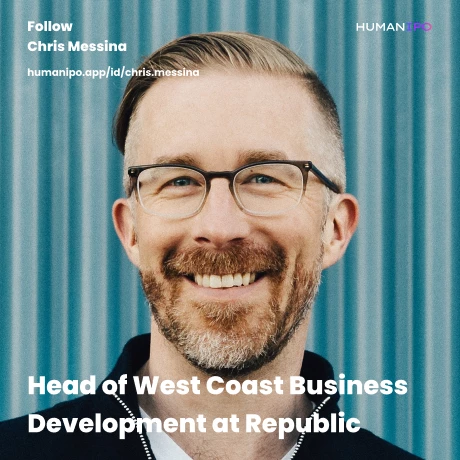 Follow
Chris Messina
humanipo.app/id/chris.messina
HUMANIPO
Head of West Coast Business
Development at Republic